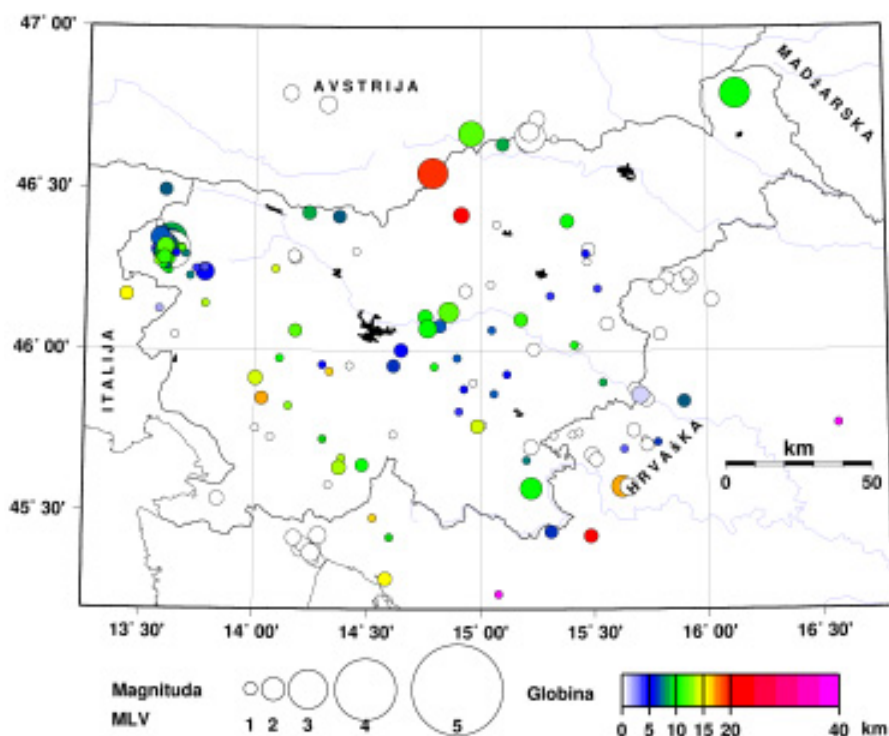 47° 00'
AVSTRIJA
MADŽARSKA
46° 30'
46° 00'
ITALIJA
HRVAŠKA
km
0 50
45° 30'
13° 30' 14° 00' 14° 30' 15° 00' 15° 30' 16° 00' 16° 30'
Magnituda
MLV
1 2 3 4 5
Globina
0 5 10 15 20 40 km